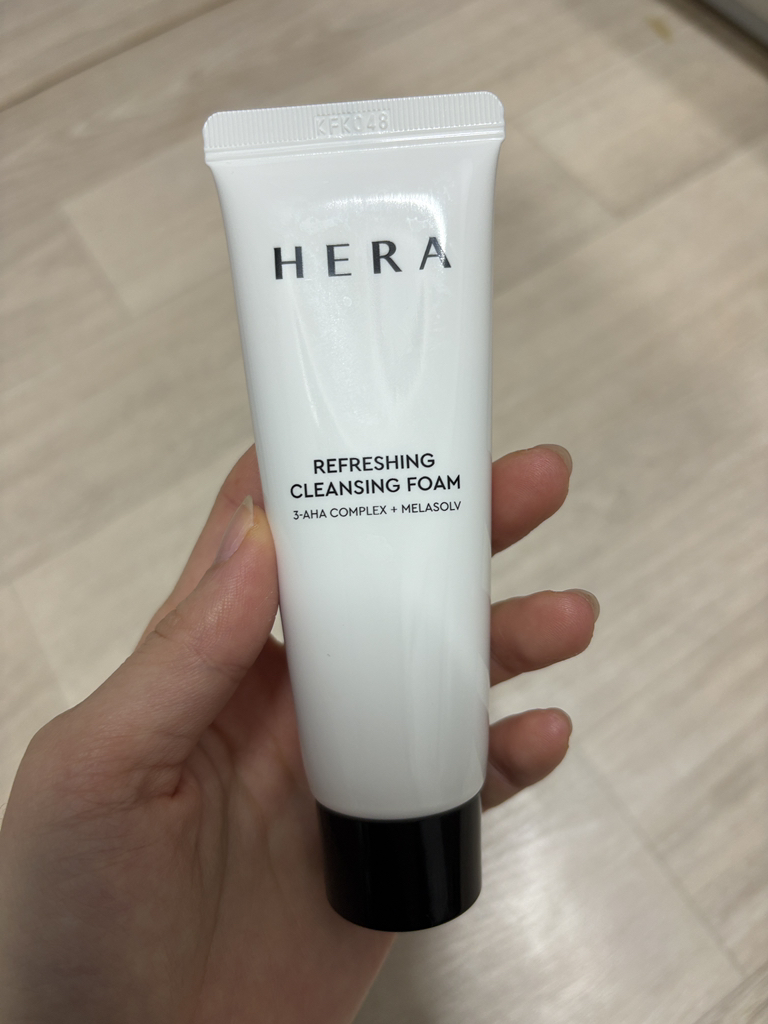 KFK048
HERA
REFRESHING
CLEANSING FOAM
3-AHA COMPLEX + MELASOLV